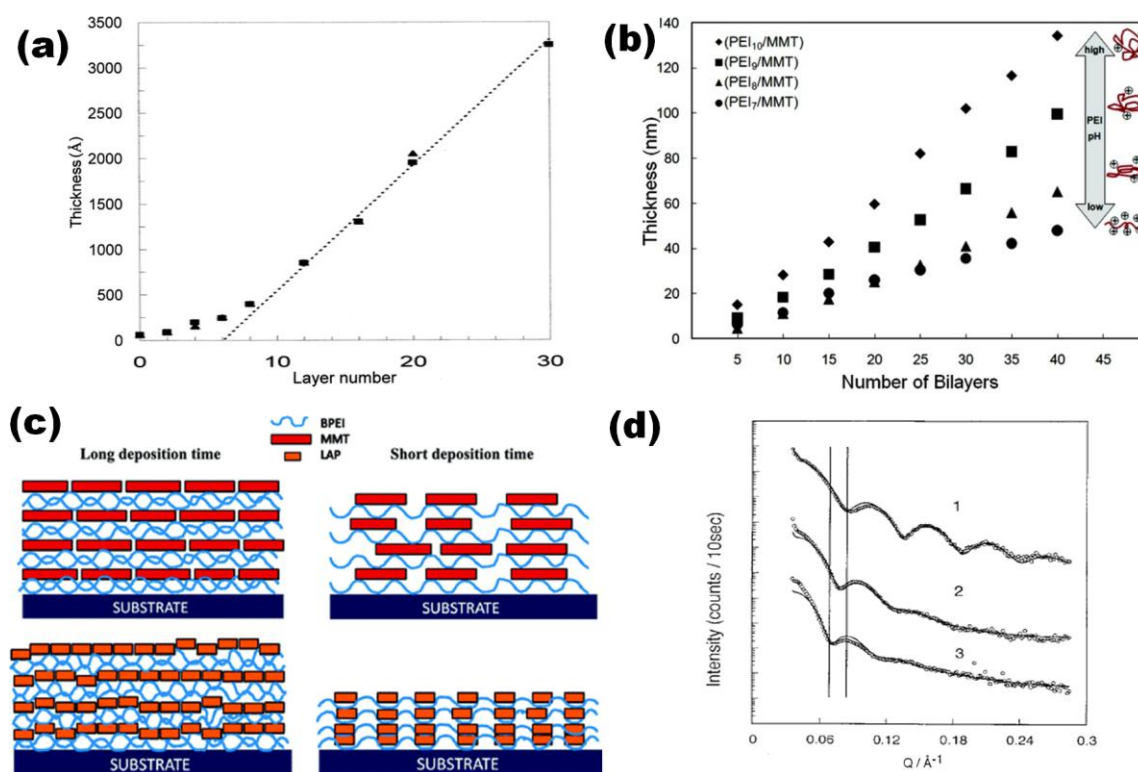 (a)
3500
3000
2500
2000
1500
1000
500
0
Thickness (Å)
0
10
20
30
Layer number
(b)
140
120
100
80
60
40
20
0
Thickness (nm)
(PEI₁₀/MMT)
(PEI₉/MMT)
(PEI₈/MMT)
(PEI₇/MMT)
high
PEI
pH
low
5 10 15 20 25 30 35 40 45
Number of Bilayers
(c)
BPEI
MMT
LAP
Long deposition time
Short deposition time
SUBSTRATE
SUBSTRATE
SUBSTRATE
SUBSTRATE
(d)
Intensity (counts / 10sec)
1
2
3
0 0.06 0.12 0.18 0.24 0.3
Q / Å⁻¹